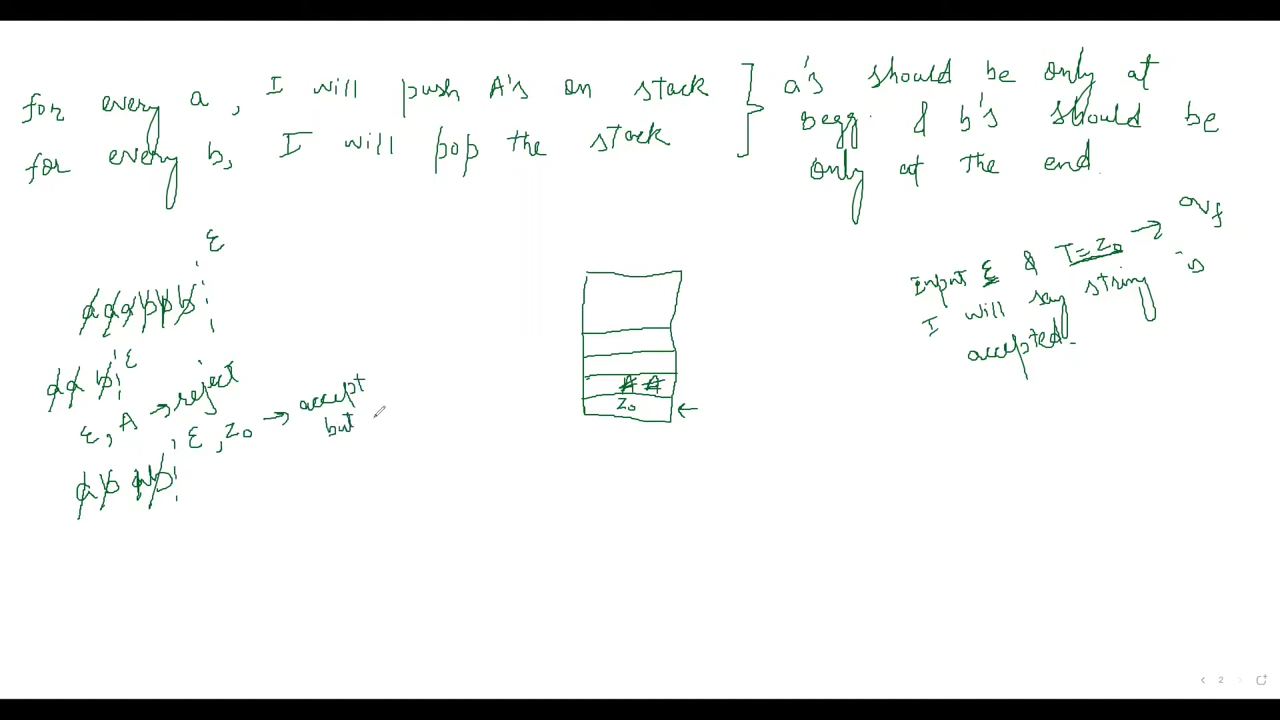 for every a, I will push A's on stack
for every b, I will pop the stack
a's should be only at
begg. & b's should be
only at the end.
ε
aaabbb
aab ε
ε, A → reject
ε, z₀ → accept
but
abab
A A
z₀ ←
Input ε & T=z₀ →
I will say string is
accepted.
2